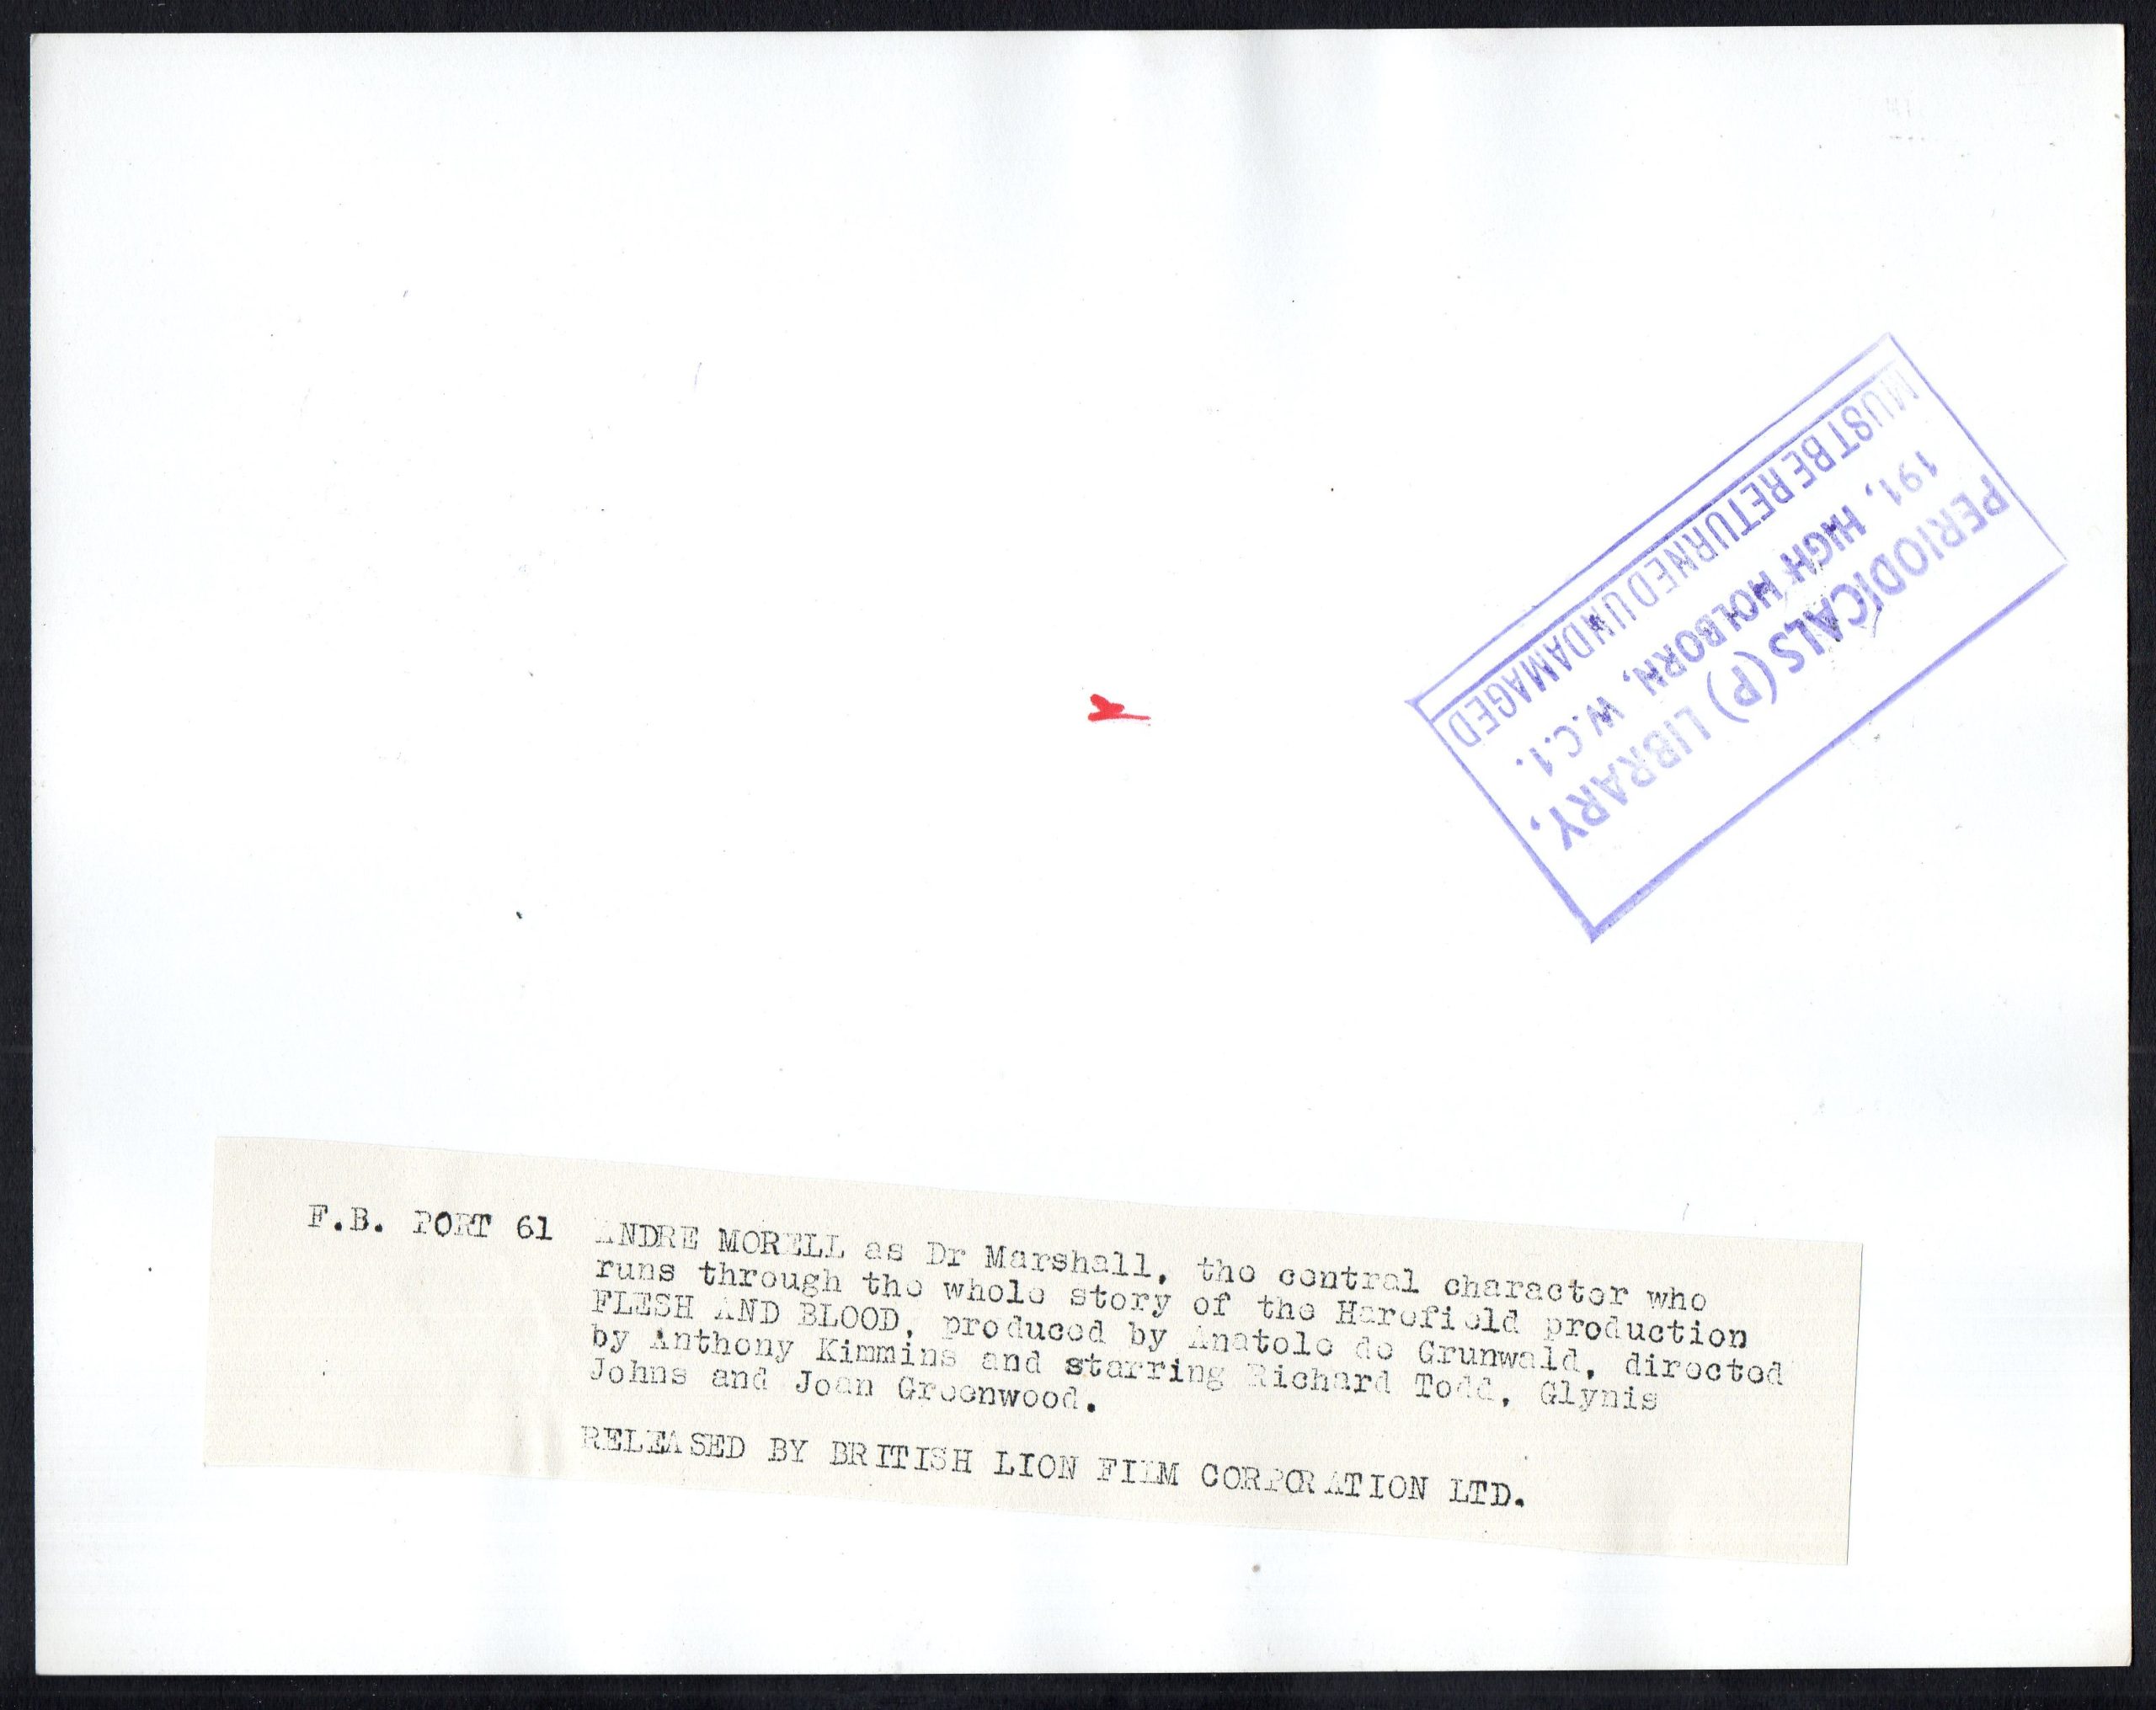 PERIODICALS (P) LIBRARY,
191, HIGH HOLBORN, W.C.1.
MUST BE RETURNED UNDAMAGED
F.B. PORT 61 ANDRE MORELL as Dr Marshall, the central character who
runs through the whole story of the Harefield production
FLESH AND BLOOD, produced by Anatole de Grunwald, directed
by Anthony Kimmins and starring Richard Todd, Glynis
Johns and Joan Greenwood.
RELEASED BY BRITISH LION FILM CORPORATION LTD.